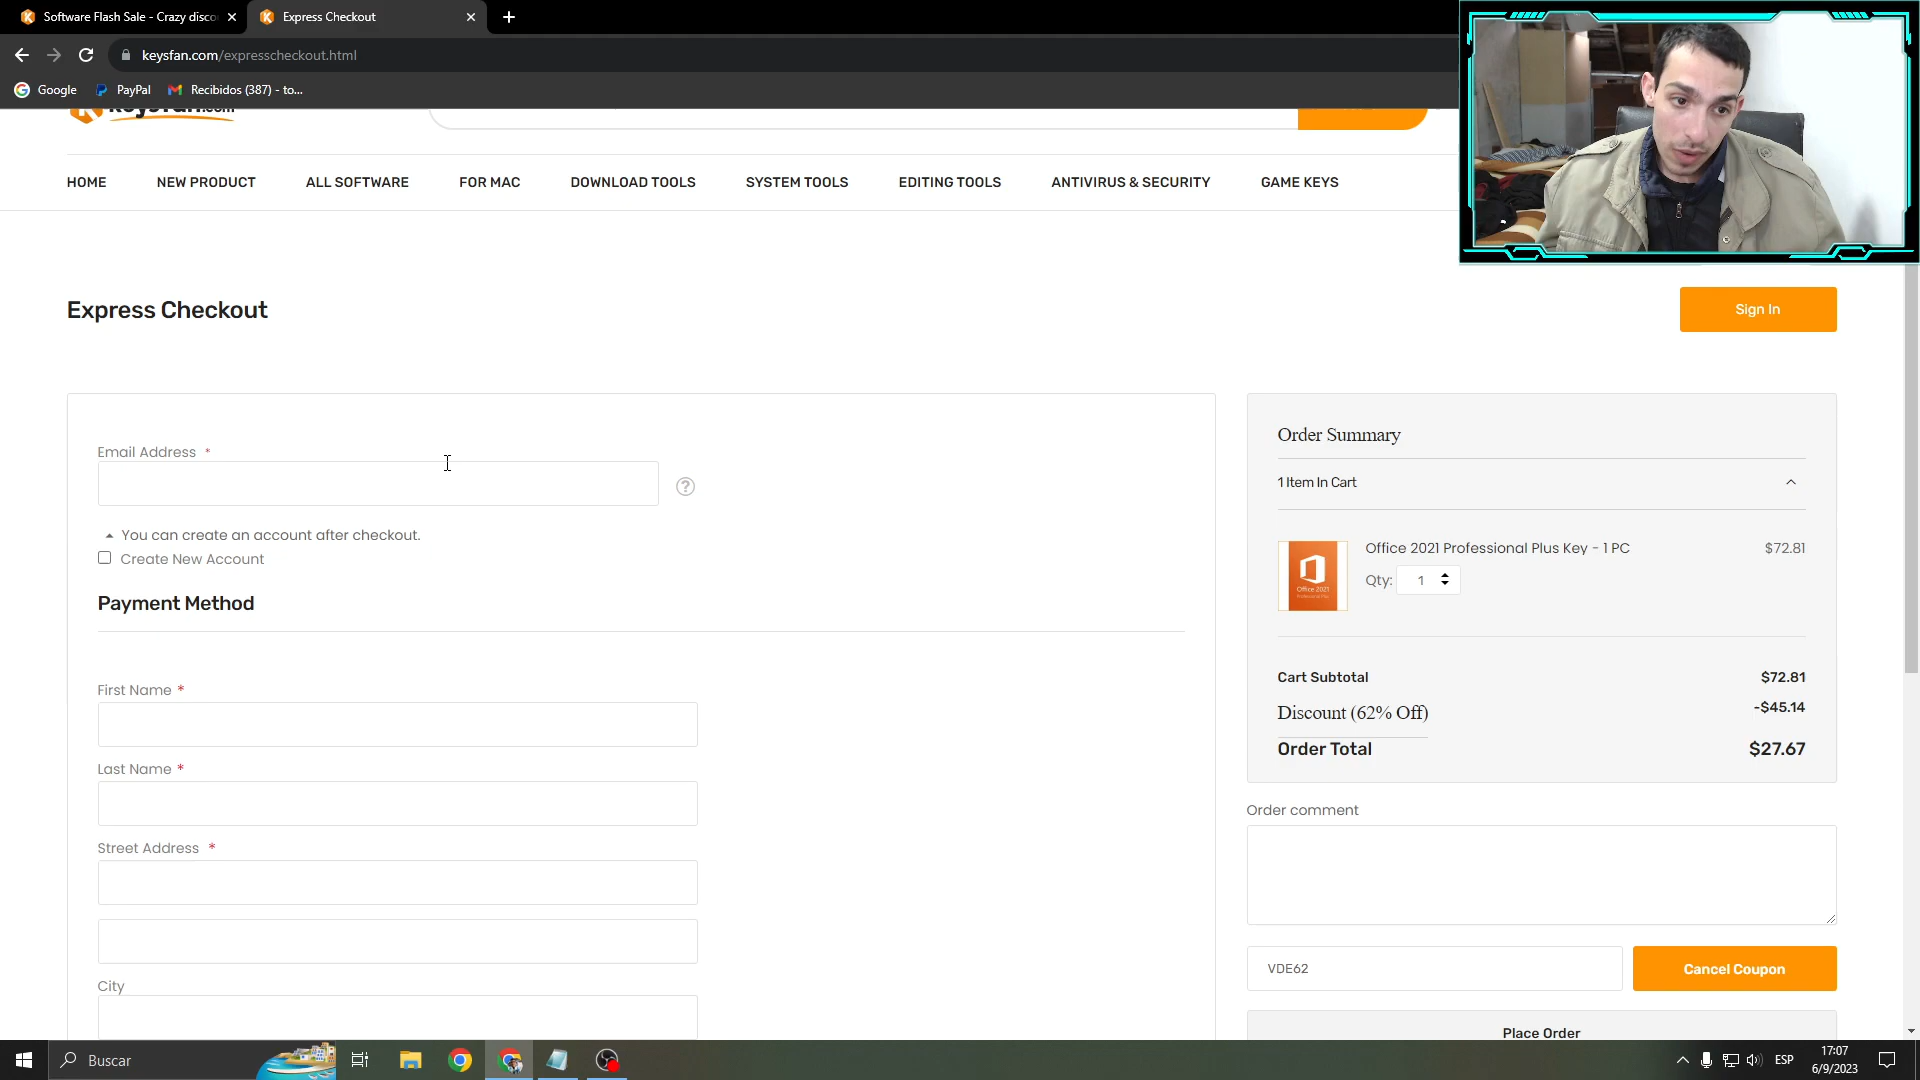 Software Flash Sale - Crazy disco
Express Checkout
keysfan.com/expresscheckout.html
Google
PayPal
Recibidos (387) - to...
keysfan.com
HOME
NEW PRODUCT
ALL SOFTWARE
FOR MAC
DOWNLOAD TOOLS
SYSTEM TOOLS
EDITING TOOLS
ANTIVIRUS & SECURITY
GAME KEYS
Express Checkout
Sign In
Email Address *
You can create an account after checkout.
Create New Account
Payment Method
First Name *
Last Name *
Street Address *
City
Order Summary
1 Item In Cart
Office 2021 Professional Plus Key - 1 PC
$72.81
Office 2021
Qty: 1
Cart Subtotal
$72.81
Discount (62% Off)
-$45.14
Order Total
$27.67
Order comment
VDE62
Cancel Coupon
Place Order
Buscar
ESP
17:07
6/9/2023